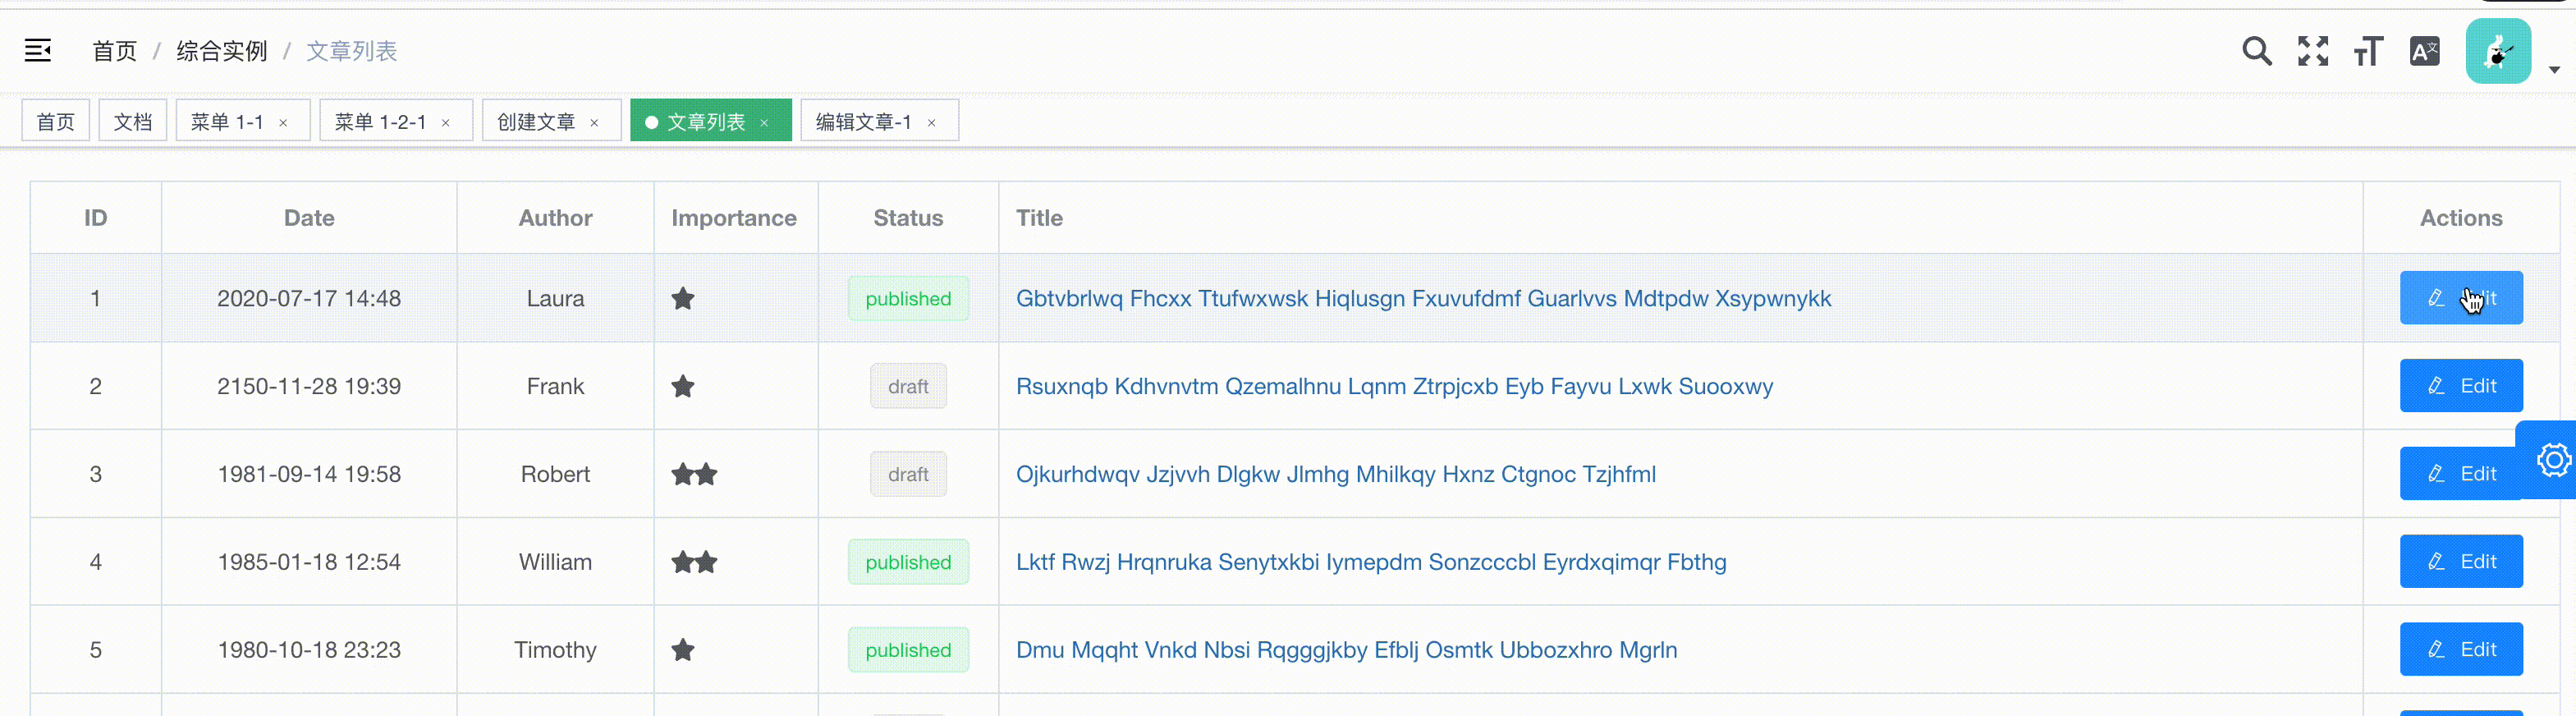 首页 / 综合实例 / 文章列表
首页 文档 菜单 1-1 × 菜单 1-2-1 × 创建文章 × 文章列表 × 编辑文章-1 ×
ID Date Author Importance Status Title Actions
1 2020-07-17 14:48 Laura published Gbtvbrlwq Fhcxx Ttufwxwsk Hiqlusgn Fxuvufdmf Guarlvvs Mdtpdw Xsypwnykk
2 2150-11-28 19:39 Frank draft Rsuxnqb Kdhvnvtm Qzemalhnu Lqnm Ztrpjcxb Eyb Fayvu Lxwk Suooxwy Edit
3 1981-09-14 19:58 Robert draft Ojkurhdwqv Jzjvvh Dlgkw Jlmhg Mhilkqy Hxnz Ctgnoc Tzjhfml Edit
4 1985-01-18 12:54 William published Lktf Rwzj Hrqnruka Senytxkbi Iymepdm Sonzcccbl Eyrdxqimqr Fbthg Edit
5 1980-10-18 23:23 Timothy published Dmu Mqqht Vnkd Nbsi Rqgggjkby Efblj Osmtk Ubbozxhro Mgrln Edit